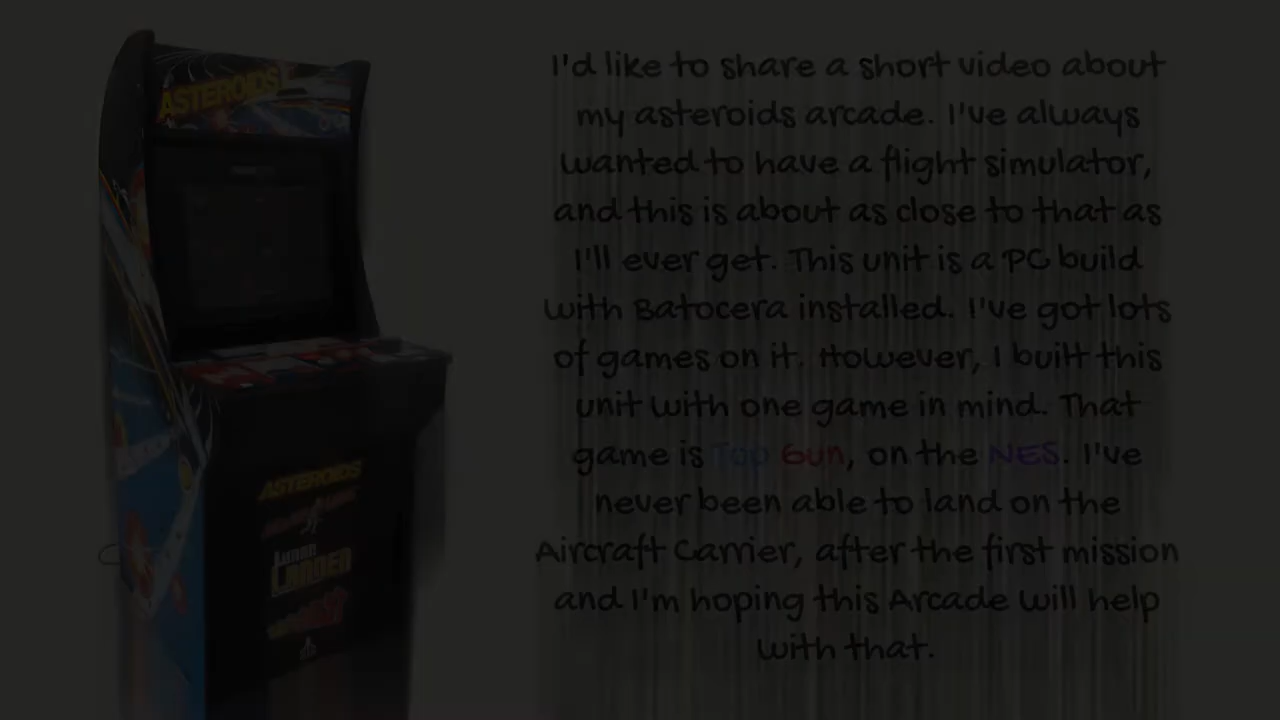 ASTEROIDS
I'd like to share a short video about
my asteroids arcade. I've always
wanted to have a flight simulator,
and this is about as close to that as
I'll ever get. This unit is a PC build
with Batocera installed. I've got lots
of games on it. However, I built this
unit with one game in mind. That
game is Top Gun, on the NES. I've
never been able to land on the
Aircraft Carrier, after the first mission
and I'm hoping this Arcade will help
with that.
ASTEROIDS
LUNAR
LANDER